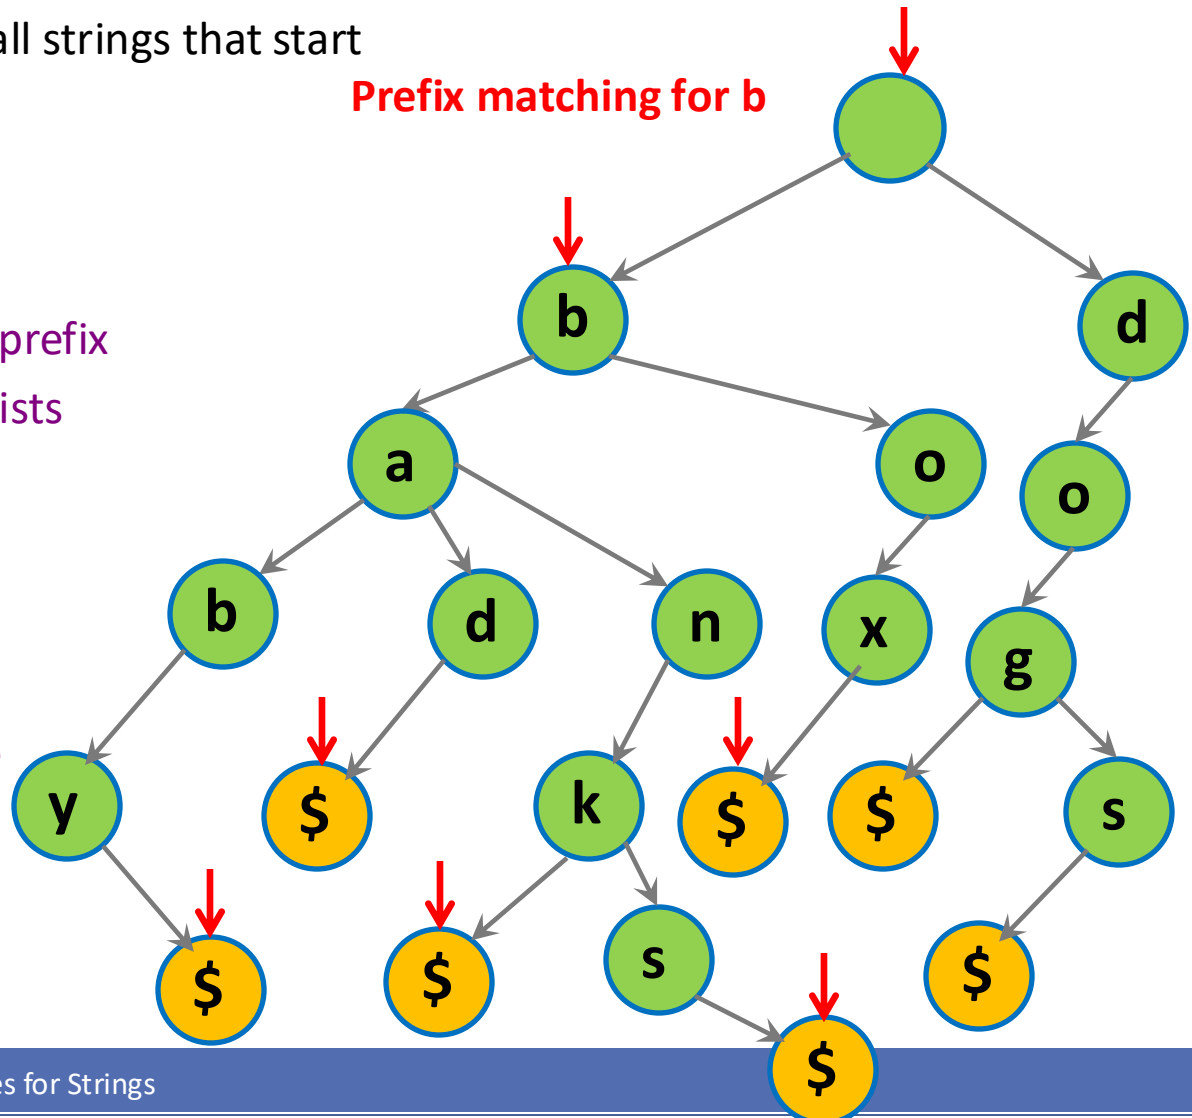 all strings that start
Prefix matching for b
b
d
prefix
ists
a
o
o
b
d
n
x
g
y
$
k
$
$
s
$
$
s
$
$
es for Strings